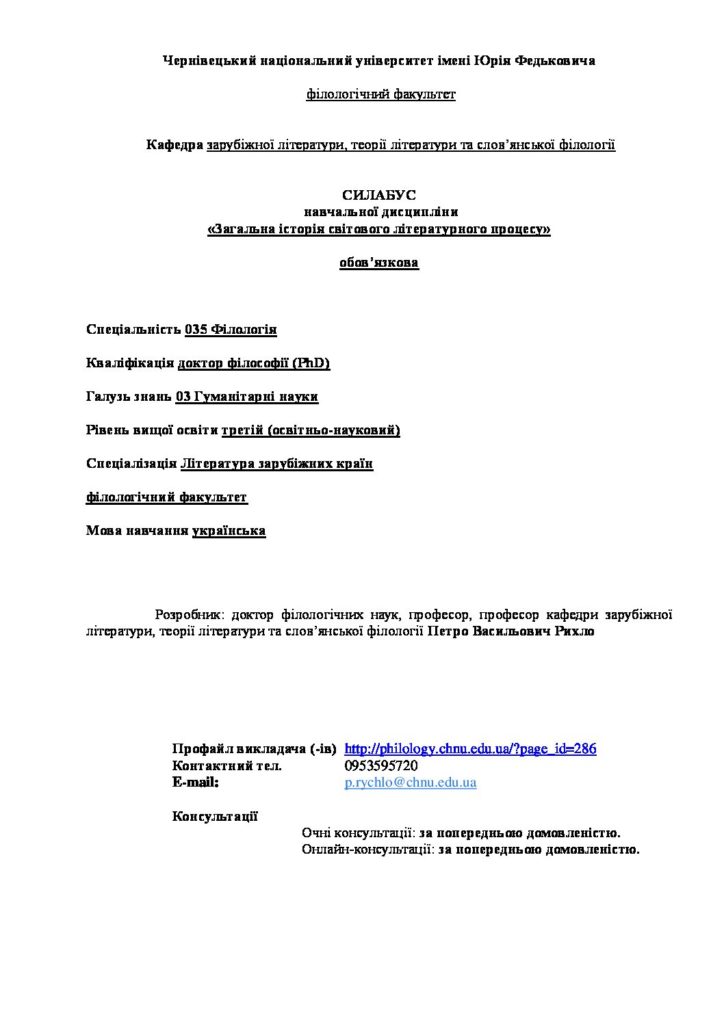 Чернівецький національний університет імені Юрія Федьковича
філологічний факультет
Кафедра зарубіжної літератури, теорії літератури та слов’янської філології
СИЛАБУС
навчальної дисципліни
«Загальна історія світового літературного процесу»
обов’язкова
Спеціальність 035 Філологія
Кваліфікація доктор філософії (PhD)
Галузь знань 03 Гуманітарні науки
Рівень вищої освіти третій (освітньо-науковий)
Спеціалізація Література зарубіжних країн
філологічний факультет
Мова навчання українська
Розробник: доктор філологічних наук, професор, професор кафедри зарубіжної
літератури, теорії літератури та слов’янської філології Петро Васильович Рихло
Профайл викладача (-ів) http://philology.chnu.edu.ua/?page_id=286
Контактний тел. 0953595720
E-mail: p.rychlo@chnu.edu.ua
Консультації
Очні консультації: за попередньою домовленістю.
Онлайн-консультації: за попередньою домовленістю.